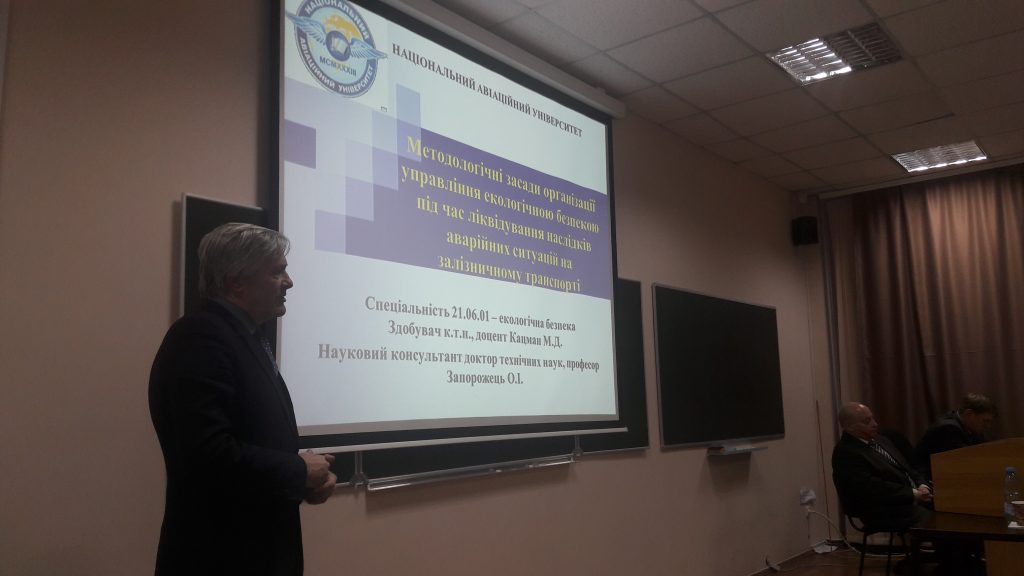 НАЦІОНАЛЬНИЙ
MCMXXXIII
АВІАЦІЙНИЙ УНІВЕРСИТЕТ
НАЦІОНАЛЬНИЙ АВІАЦІЙНИЙ УНІВЕРСИТЕТ
Методологічні засади організації
управління екологічною безпекою
під час ліквідування наслідків
аварійних ситуацій на
залізничному транспорті
Спеціальність 21.06.01 – екологічна безпека
Здобувач к.т.н., доцент Кацман М.Д.
Науковий консультант доктор технічних наук, професор
Запорожець О.І.